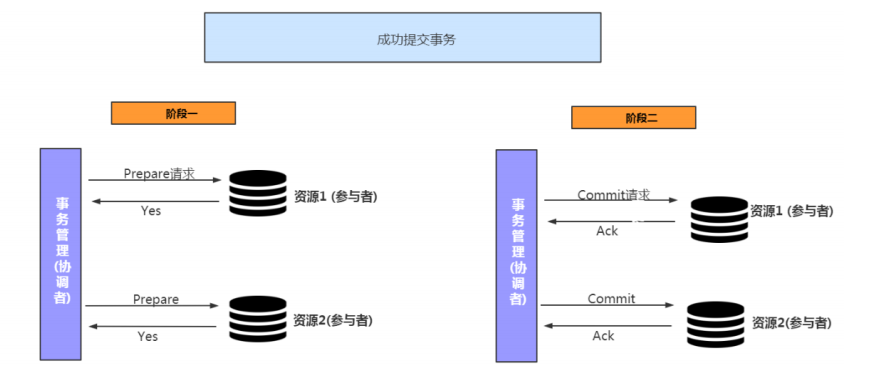 成功提交事务
阶段一
阶段二
事务管理(协调者)
Prepare请求
Yes
资源1 (参与者)
Prepare
Yes
资源2(参与者)
事务管理(协调者)
Commit请求
Ack
资源1 (参与者)
Commit
Ack
资源2(参与者)